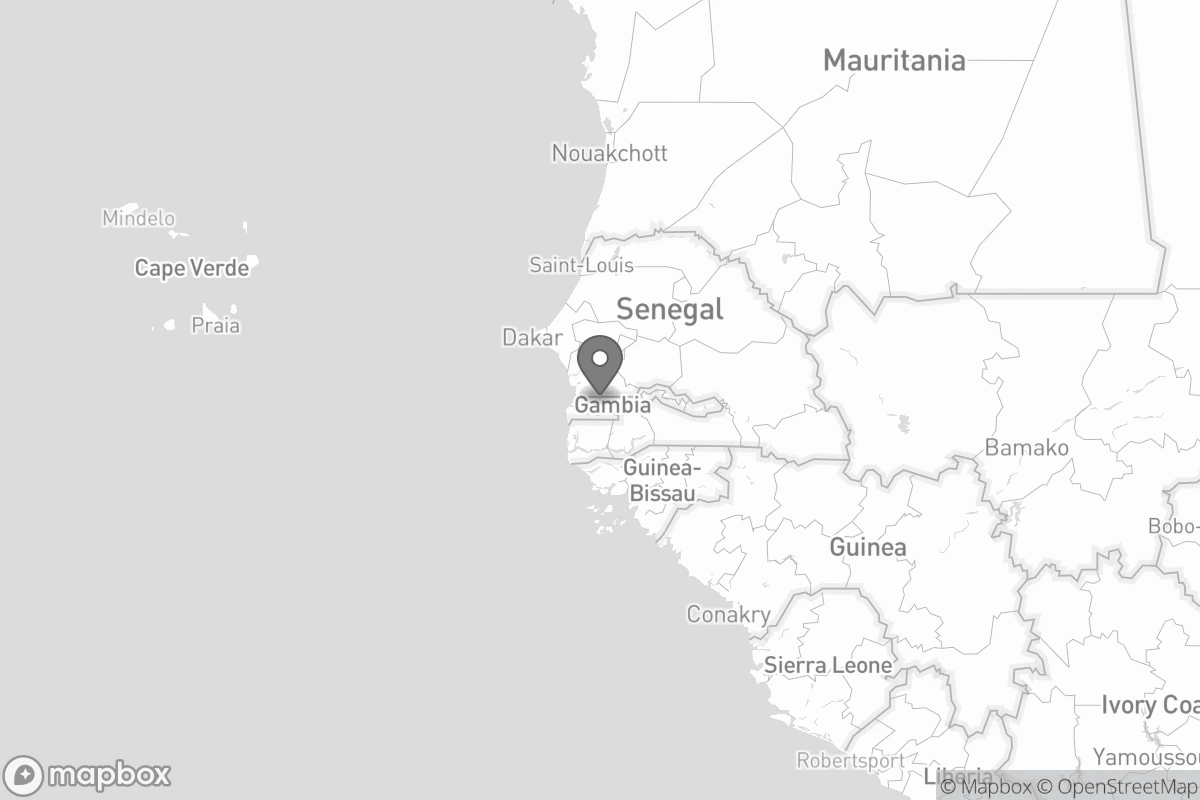 Mauritania
Nouakchott
Mindelo
Saint-Louis
Cape Verde
Senegal
Praia
Dakar
Gambia
Bamako
Guinea-
Bissau
Bobo-
Guinea
Conakry
Sierra Leone
Ivory Coa
Yamoussou
Robertsport
Liberia
mapbox
© Mapbox © OpenStreetMap